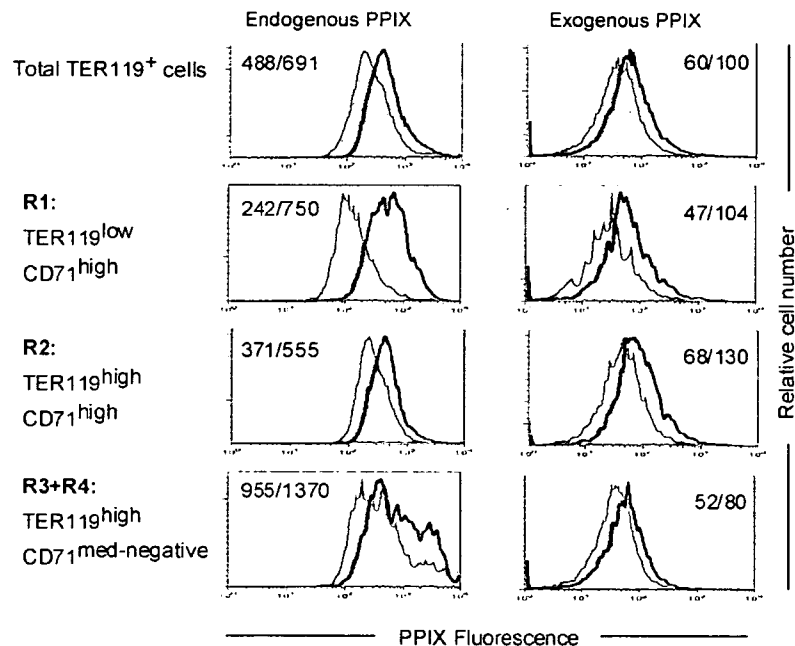 Endogenous PPIX
Exogenous PPIX
Total TER119+ cells
488/691
60/100
R1:
TER119low
CD71high
242/750
47/104
R2:
TER119high
CD71high
371/555
68/130
R3+R4:
TER119high
CD71med-negative
955/1370
52/80
Relative cell number
PPIX Fluorescence